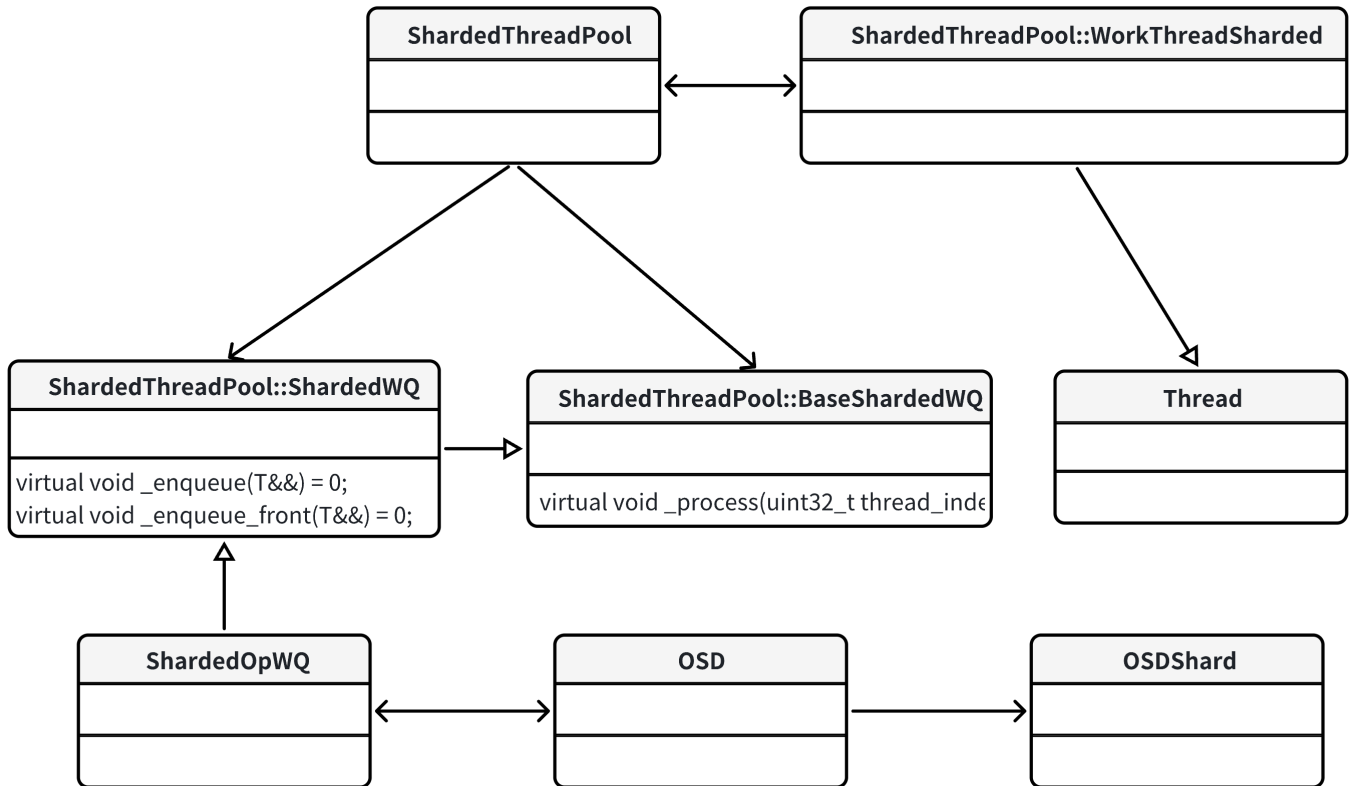 ShardedThreadPool
ShardedThreadPool::WorkThreadSharded
ShardedThreadPool::ShardedWQ
virtual void _enqueue(T&&) = 0;
virtual void _enqueue_front(T&&) = 0;
ShardedThreadPool::BaseShardedWQ
virtual void _process(uint32_t thread_inde
Thread
ShardedOpWQ
OSD
OSDShard